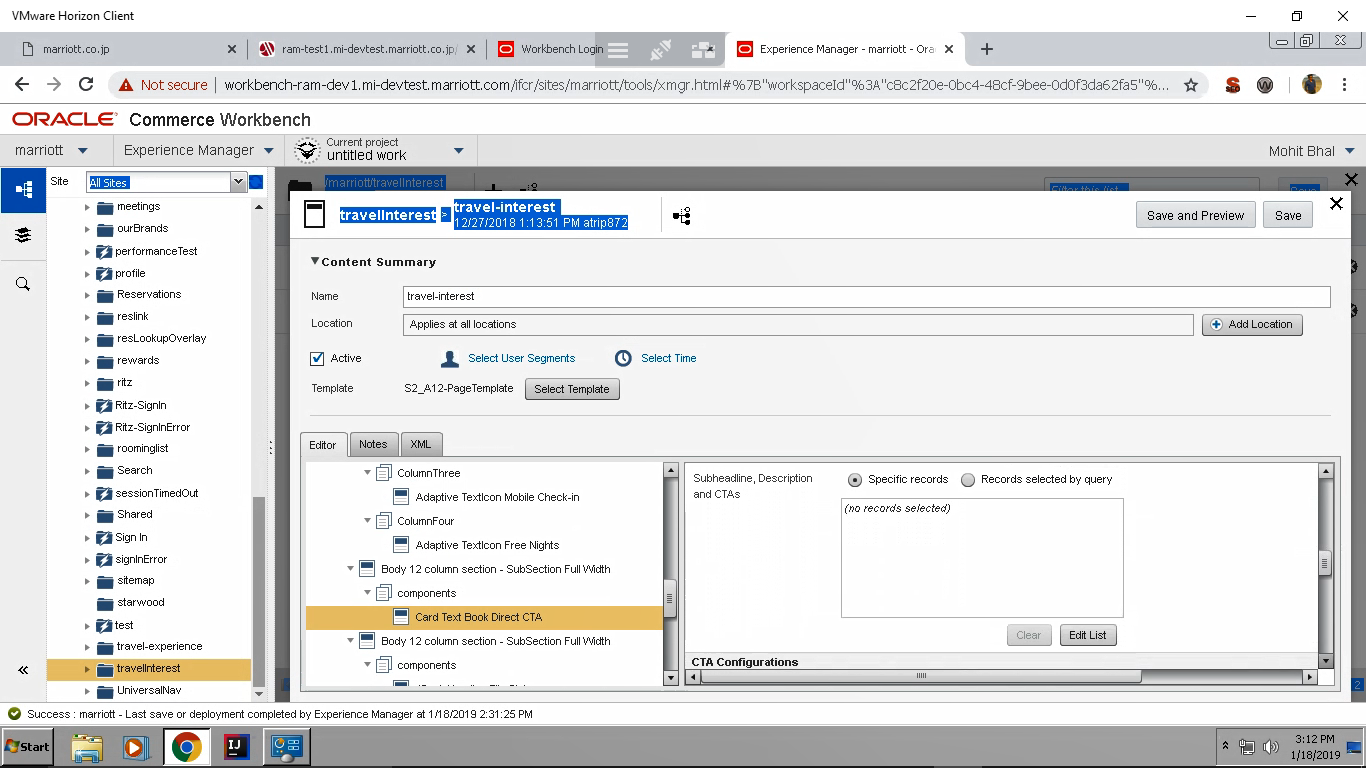 VMware Horizon Client
marriott.co.jp
ram-test1.mi-devtest.marriott.co.jp/
Workbench Login
Experience Manager - marriott - Ora
Not secure | workbench-ram-dev1.mi-devtest.marriott.com/ifcr/sites/marriott/tools/xmgr.html#%7B"workspaceId"%3A"c8c2f20e-0bc4-48cf-9bee-0d0f3da62fa5"%...
ORACLE Commerce Workbench
marriott
Experience Manager
Current project
untitled work
Mohit Bhal
Site
All Sites
/marriott/travelInterest
Filter this list...
Save
meetings
ourBrands
performanceTest
profile
Reservations
reslink
resLookupOverlay
rewards
ritz
Ritz-SignIn
Ritz-SignInError
roominglist
Search
sessionTimedOut
Shared
Sign In
signInError
sitemap
starwood
test
travel-experience
travelInterest
UniversalNav
travelInterest > travel-interest
12/27/2018 1:13:51 PM atrip872
Save and Preview
Save
Content Summary
Name
travel-interest
Location
Applies at all locations
Add Location
Active
Select User Segments
Select Time
Template
S2_A12-PageTemplate
Select Template
Editor
Notes
XML
ColumnThree
Adaptive TextIcon Mobile Check-in
ColumnFour
Adaptive TextIcon Free Nights
Body 12 column section - SubSection Full Width
components
Card Text Book Direct CTA
Body 12 column section - SubSection Full Width
components
Subheadline, Description
and CTAs
Specific records
Records selected by query
(no records selected)
Clear
Edit List
CTA Configurations
2
Success : marriott - Last save or deployment completed by Experience Manager at 1/18/2019 2:31:25 PM
Start
IJ
3:12 PM
1/18/2019